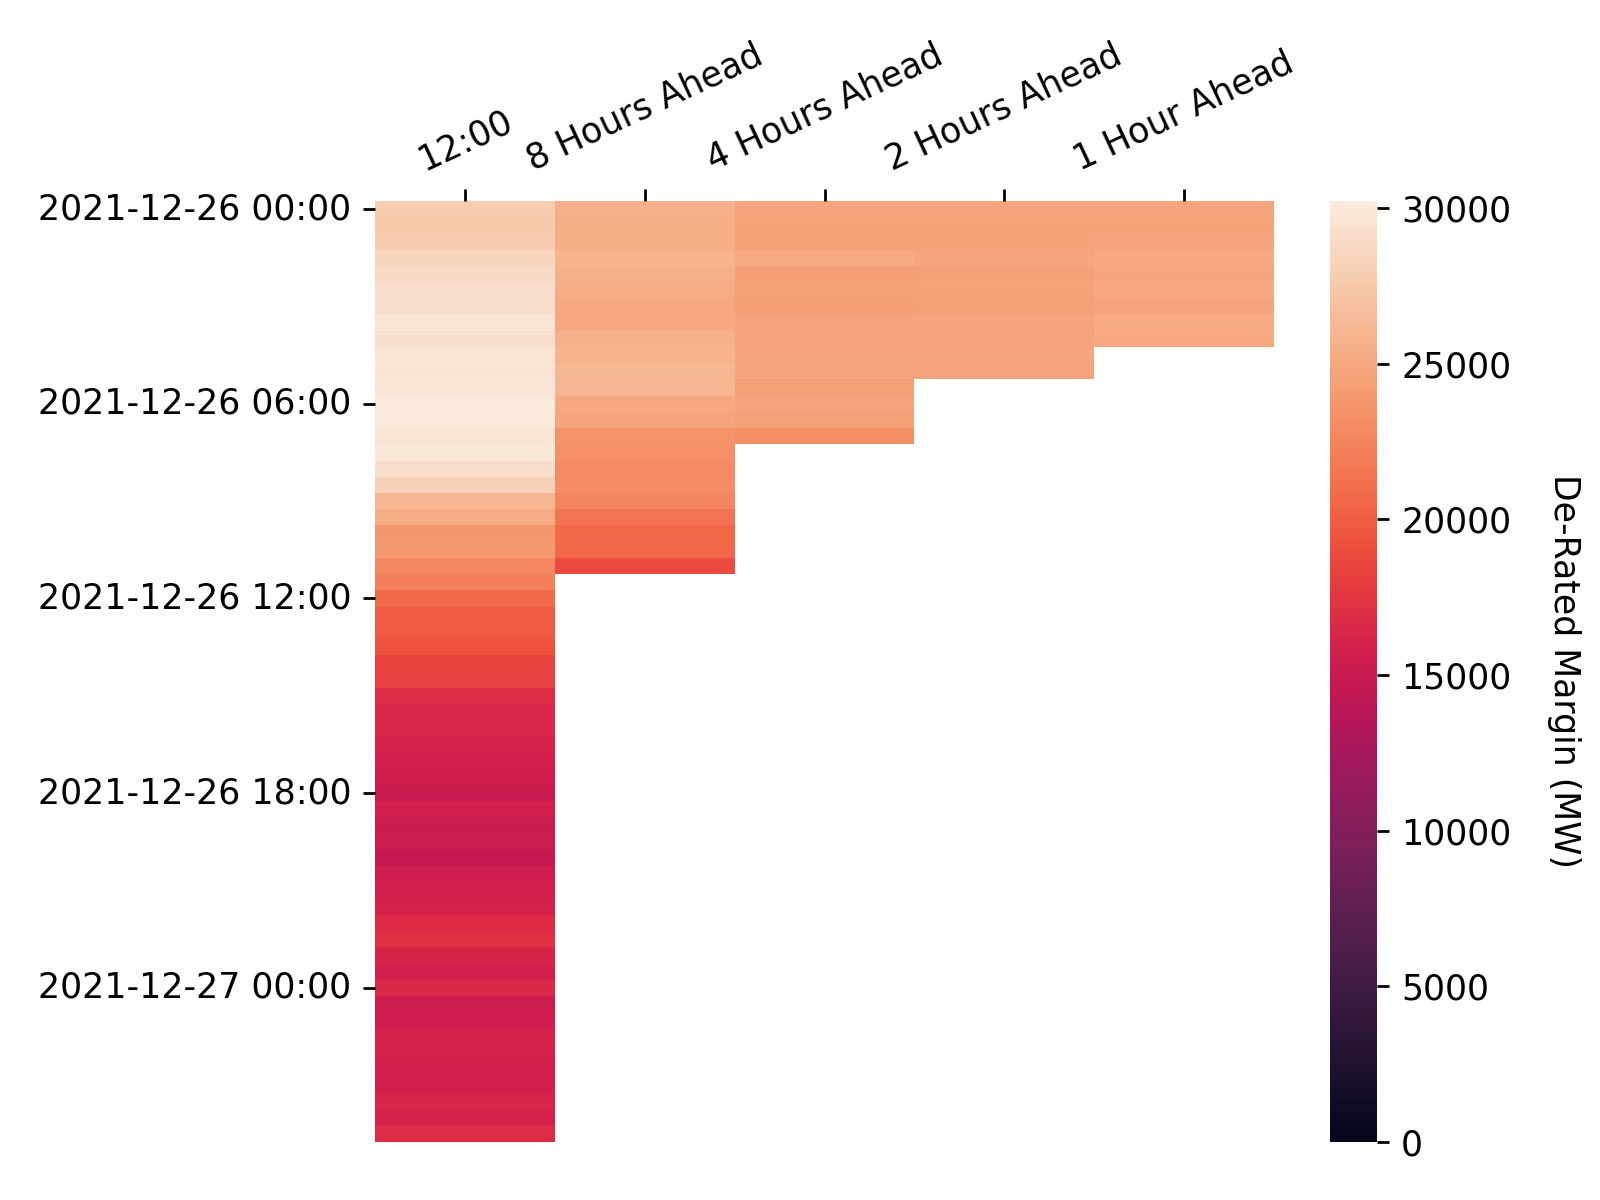 12:00
8 Hours Ahead
4 Hours Ahead
2 Hours Ahead
1 Hour Ahead
2021-12-26 00:00
2021-12-26 06:00
2021-12-26 12:00
2021-12-26 18:00
2021-12-27 00:00
30000
25000
20000
15000
10000
5000
0
De-Rated Margin (MW)